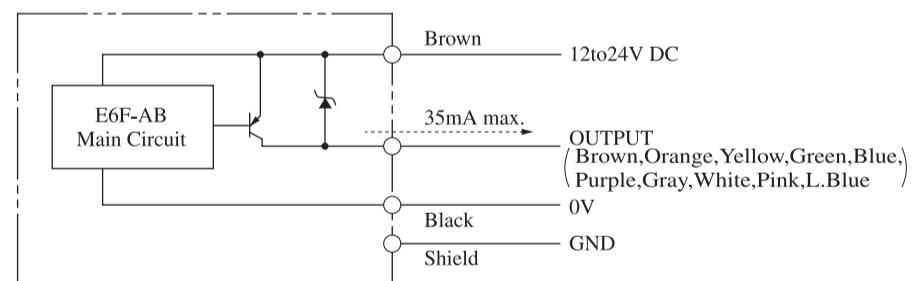 Brown
12to24V DC
E6F-AB
Main Circuit
35mA max.
OUTPUT
(Brown,Orange,Yellow,Green,Blue,
Purple,Gray,White,Pink,L.Blue)
0V
Black
GND
Shield